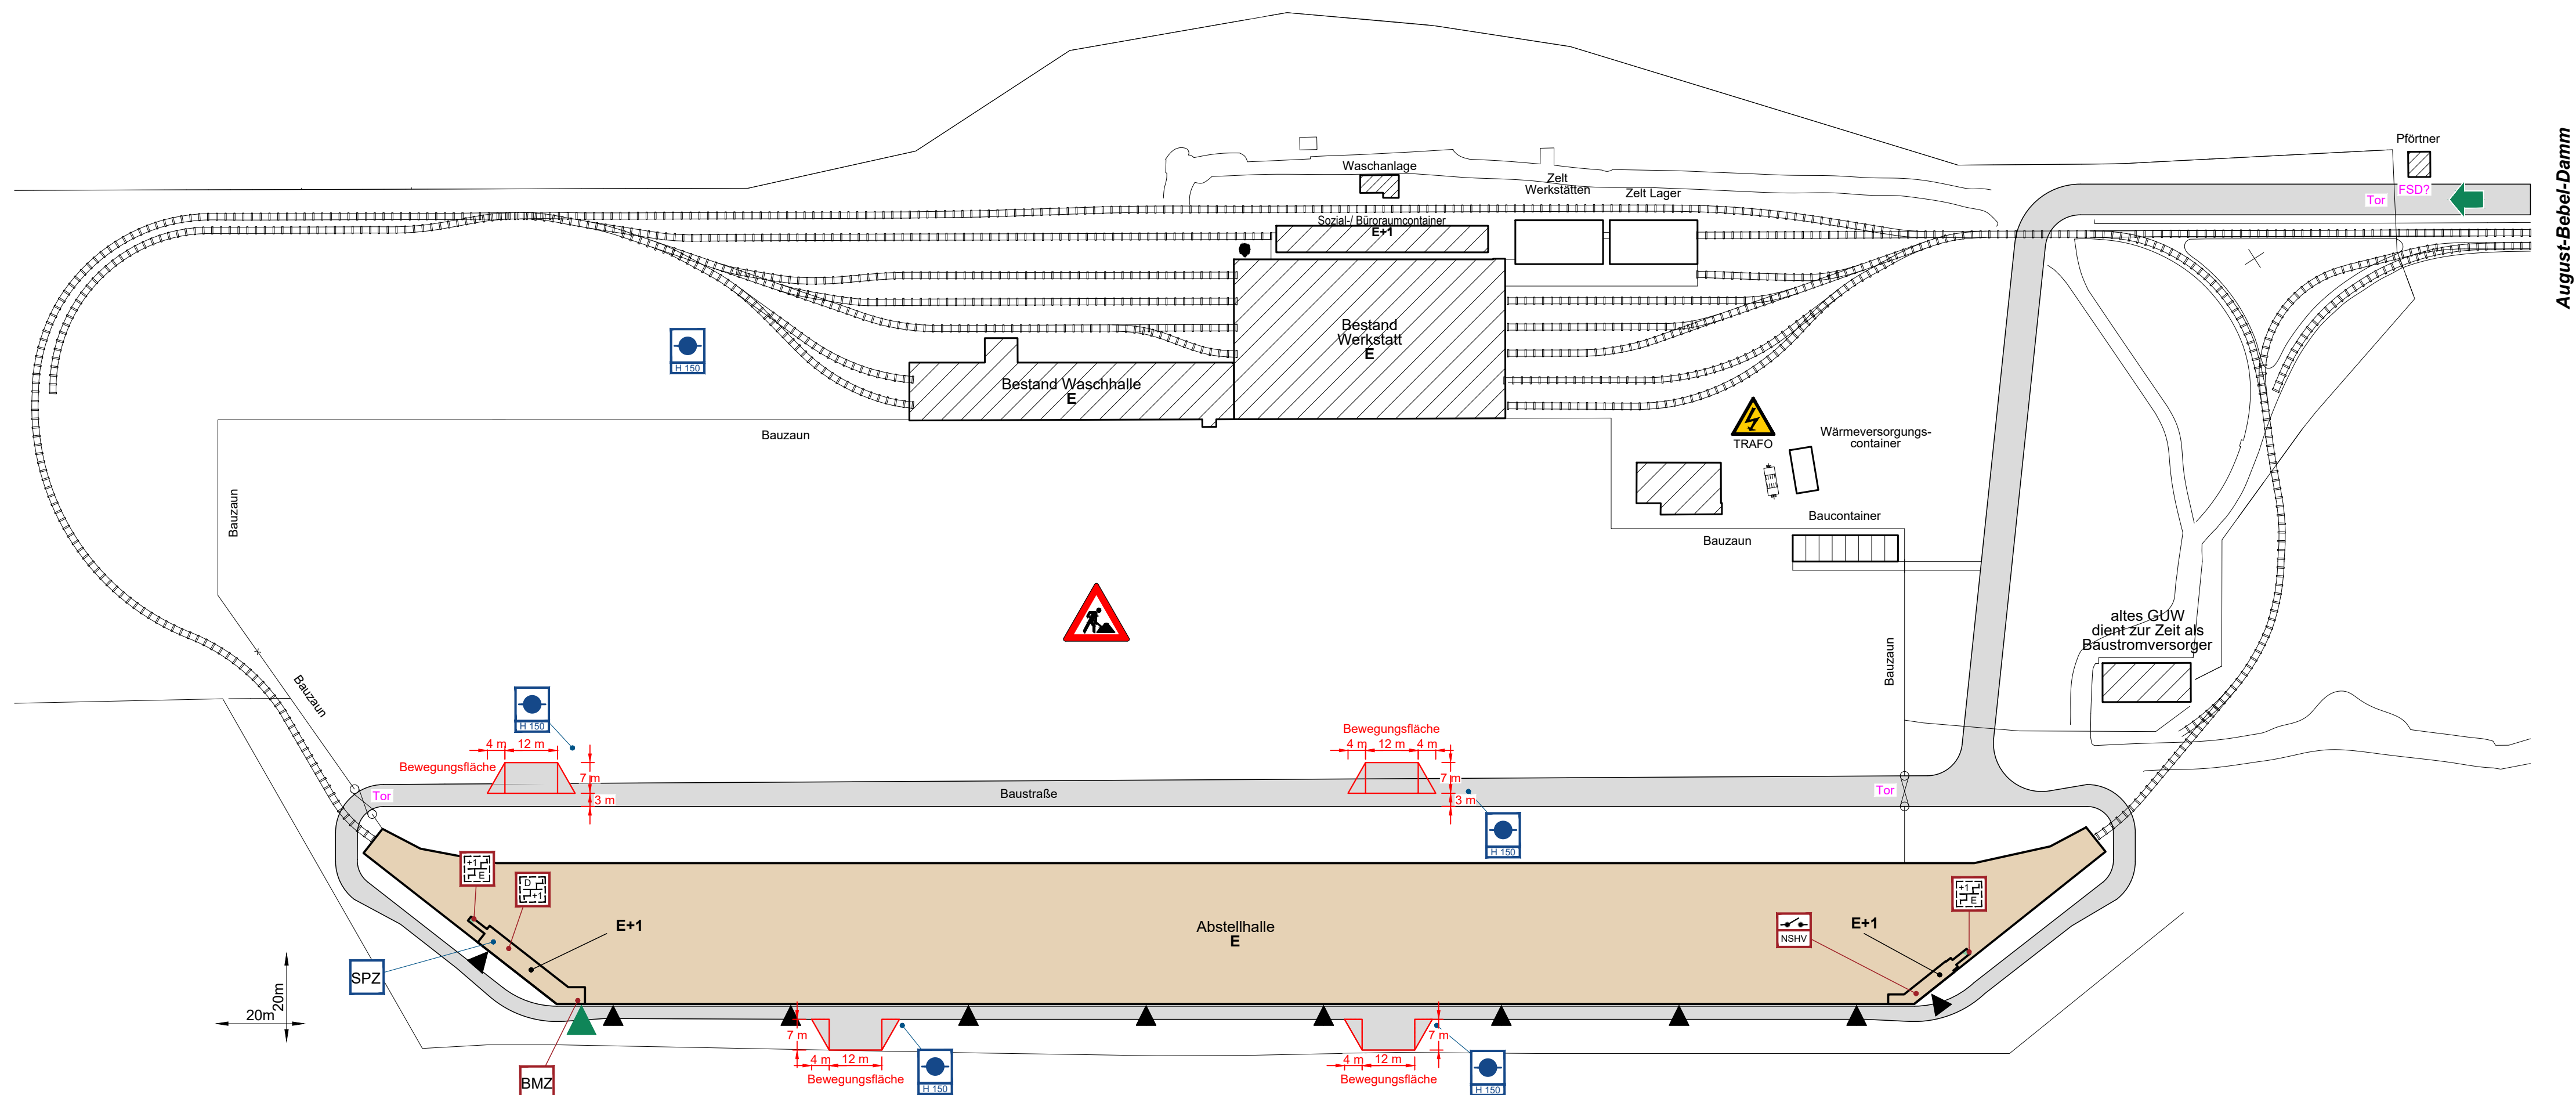 August-Bebel-Damm
Pförtner
FSD?
Tor
Waschanlage
Zelt
Werkstätten
Zelt Lager
Sozial-/ Büroraumcontainer
E+1
Bestand
Werkstatt
E
H 150
Bestand Waschhalle
E
Bauzaun
TRAFO
Wärmeversorgungs-
container
Bauzaun
Baucontainer
Bauzaun
altes GUW
dient zur Zeit als
Baustromversorger
Bauzaun
Bauzaun
H 150
Bewegungsfläche
4 m
12 m
7 m
3 m
Bewegungsfläche
4 m
12 m
4 m
7 m
3 m
Tor
Baustraße
Tor
H 150
+1
E
D
+1
E+1
Abstellhalle
E
NSHV
E+1
+1
E
SPZ
20m
20m
BMZ
7 m
4 m
12 m
Bewegungsfläche
H 150
7 m
4 m
12 m
Bewegungsfläche
H 150